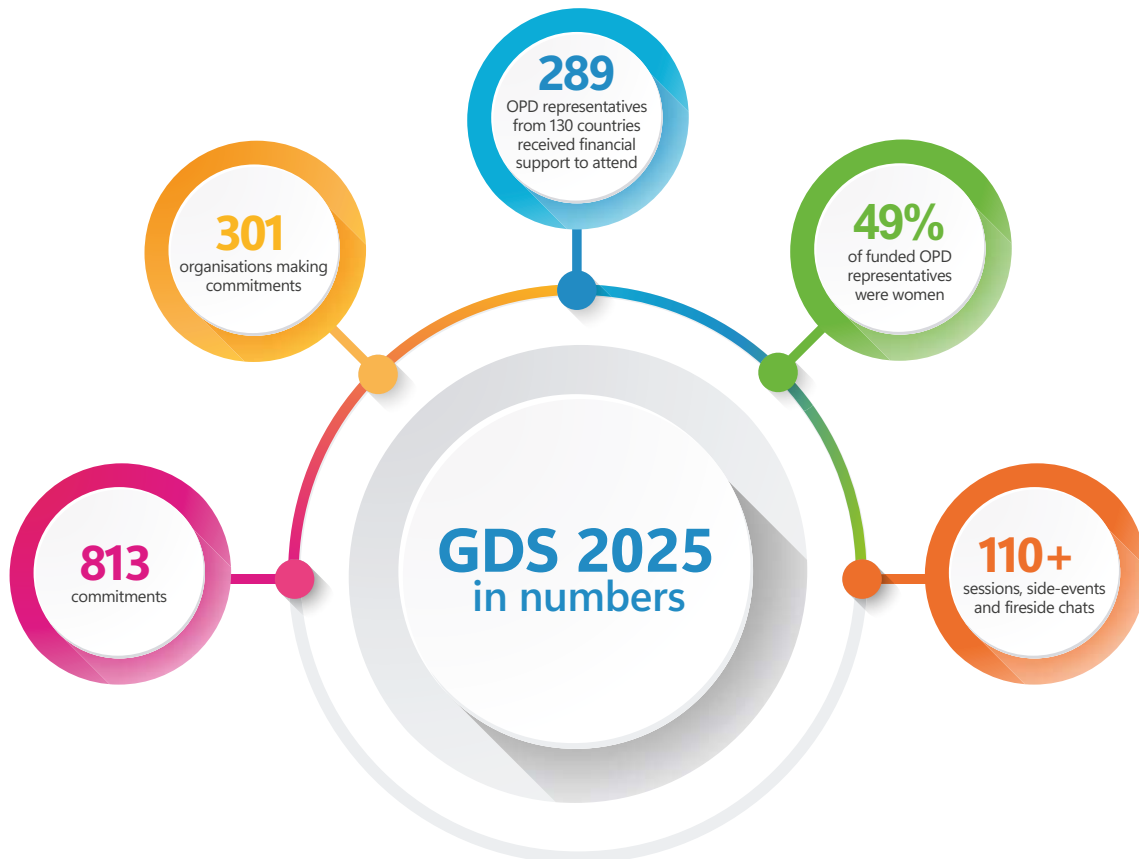 289
OPD representatives
from 130 countries
received financial
support to attend
301
organisations making
commitments
49%
of funded OPD
representatives
were women
813
commitments
GDS 2025
in numbers
110+
sessions, side-events
and fireside chats